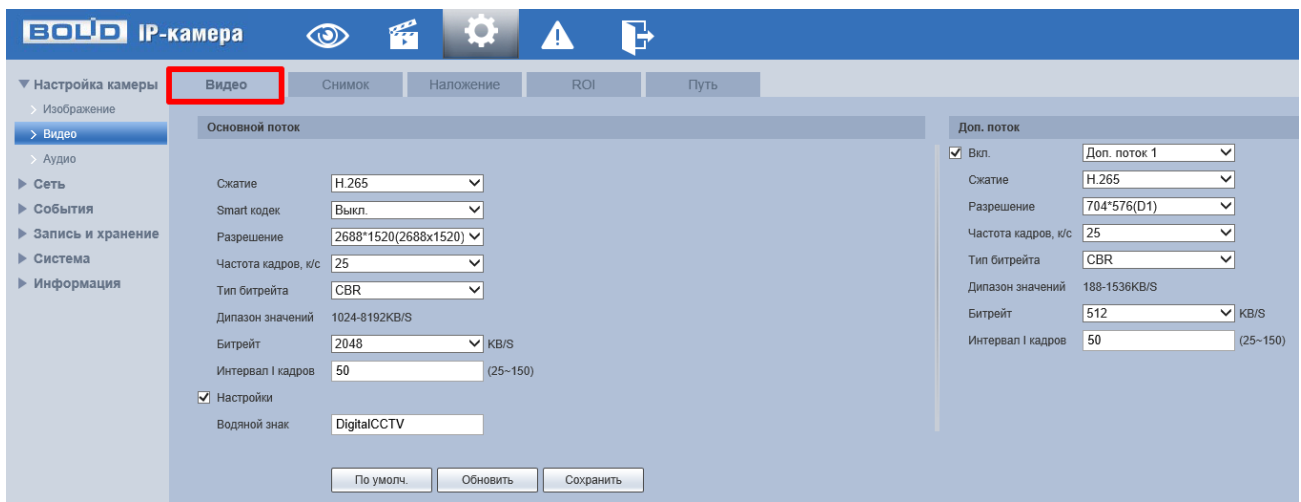 BOLID IP-камера
Настройка камеры
Изображение
Видео
Аудио
Сеть
События
Запись и хранение
Система
Информация
Видео Снимок Наложение ROI Путь
Основной поток
Сжатие H.265
Smart кодек Выкл.
Разрешение 2688*1520(2688x1520)
Частота кадров, к/с 25
Тип битрейта CBR
Дипазон значений 1024-8192KB/S
Битрейт 2048 KB/S
Интервал I кадров 50 (25~150)
Настройки
Водяной знак DigitalCCTV
По умолч. Обновить Сохранить
Доп. поток
Вкл. Доп. поток 1
Сжатие H.265
Разрешение 704*576(D1)
Частота кадров, к/с 25
Тип битрейта CBR
Дипазон значений 188-1536KB/S
Битрейт 512 KB/S
Интервал I кадров 50 (25~150)